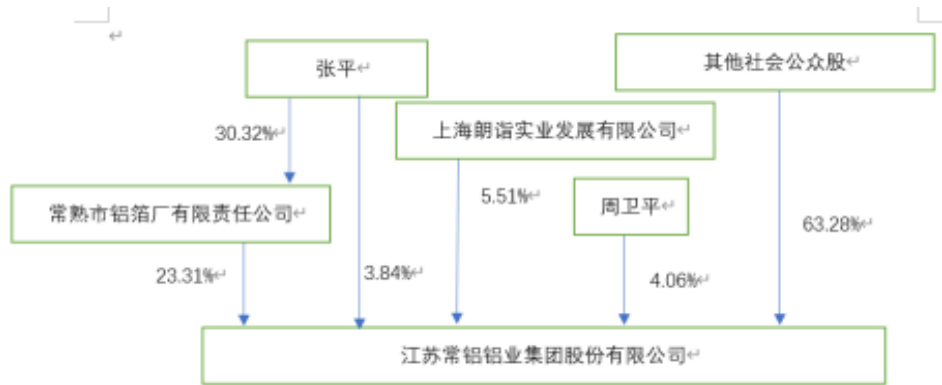 张平
其他社会公众股
上海朗诣实业发展有限公司
30.32%
常熟市铝箔厂有限责任公司
5.51%
周卫平
63.28%
23.31%
3.84%
4.06%
江苏常铝铝业集团股份有限公司